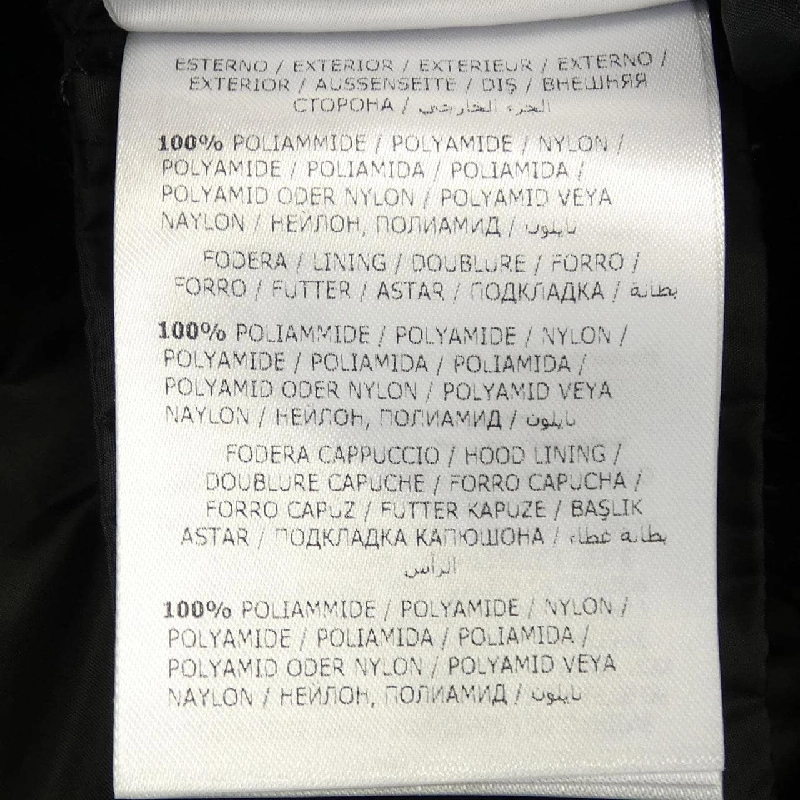 ESTERNO / EXTERIOR / EXTERIEUR / EXTERNO /
EXTERIOR / AUSSENSEITE / DIŞ / ВНЕШНЯЯ
СТОРОНА / الجزء الخارجي
100% POLIAMMIDE / POLYAMIDE / NYLON /
POLYAMIDE / POLIAMIDA / POLIAMIDA /
POLYAMID ODER NYLON / POLYAMID VEYA
NAYLON / НЕЙЛОН, ПОЛИАМИД / نايلون
FODERA / LINING / DOUBLURE / FORRO /
FORRO / FUTTER / ASTAR / ПОДКЛАДКА / بطانة
100% POLIAMMIDE / POLYAMIDE / NYLON /
POLYAMIDE / POLIAMIDA / POLIAMIDA /
POLYAMID ODER NYLON / POLYAMID VEYA
NAYLON / НЕЙЛОН, ПОЛИАМИД / نايلون
FODERA CAPPUCCIO / HOOD LINING /
DOUBLURE CAPUCHE / FORRO CAPUCHA /
FORRO CAPUZ / FUTTER KAPUZE / BAŞLIK
ASTAR / ПОДКЛАДКА КАПЮШОНА / بطانة غطاء
الرأس
100% POLIAMMIDE / POLYAMIDE / NYLON /
POLYAMIDE / POLIAMIDA / POLIAMIDA /
POLYAMID ODER NYLON / POLYAMID VEYA
NAYLON / НЕЙЛОН, ПОЛИАМИД / نايلون